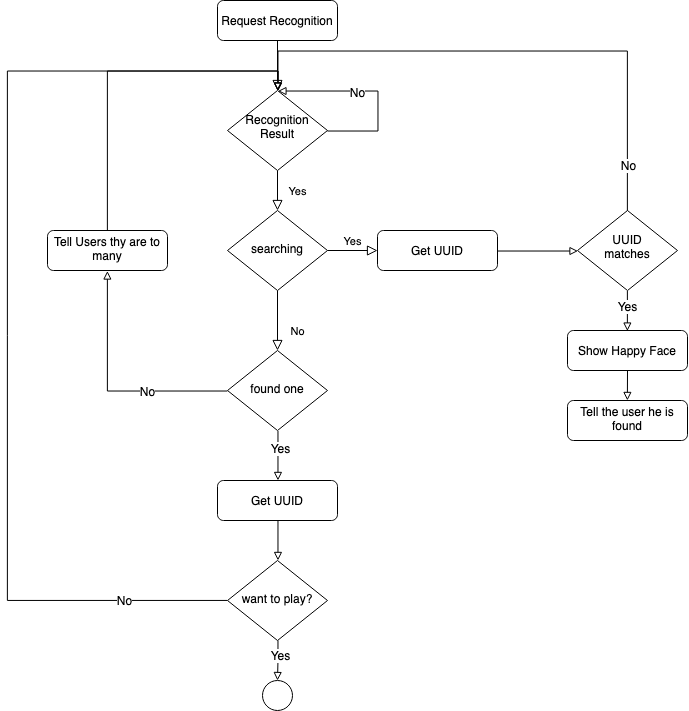 Request Recognition
No
Recognition
Result
No
Yes
Tell Users thy are to
many
searching
Yes
Get UUID
UUID
matches
No
Yes
Show Happy Face
found one
No
Tell the user he is
found
Yes
Get UUID
want to play?
No
Yes